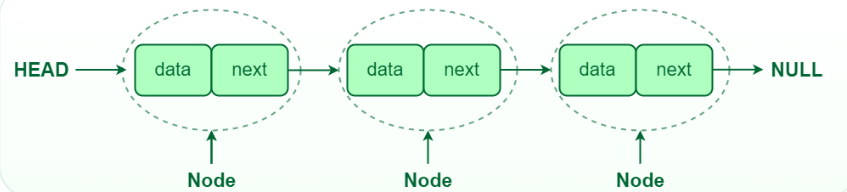 HEAD data next data next data next NULL
Node Node Node